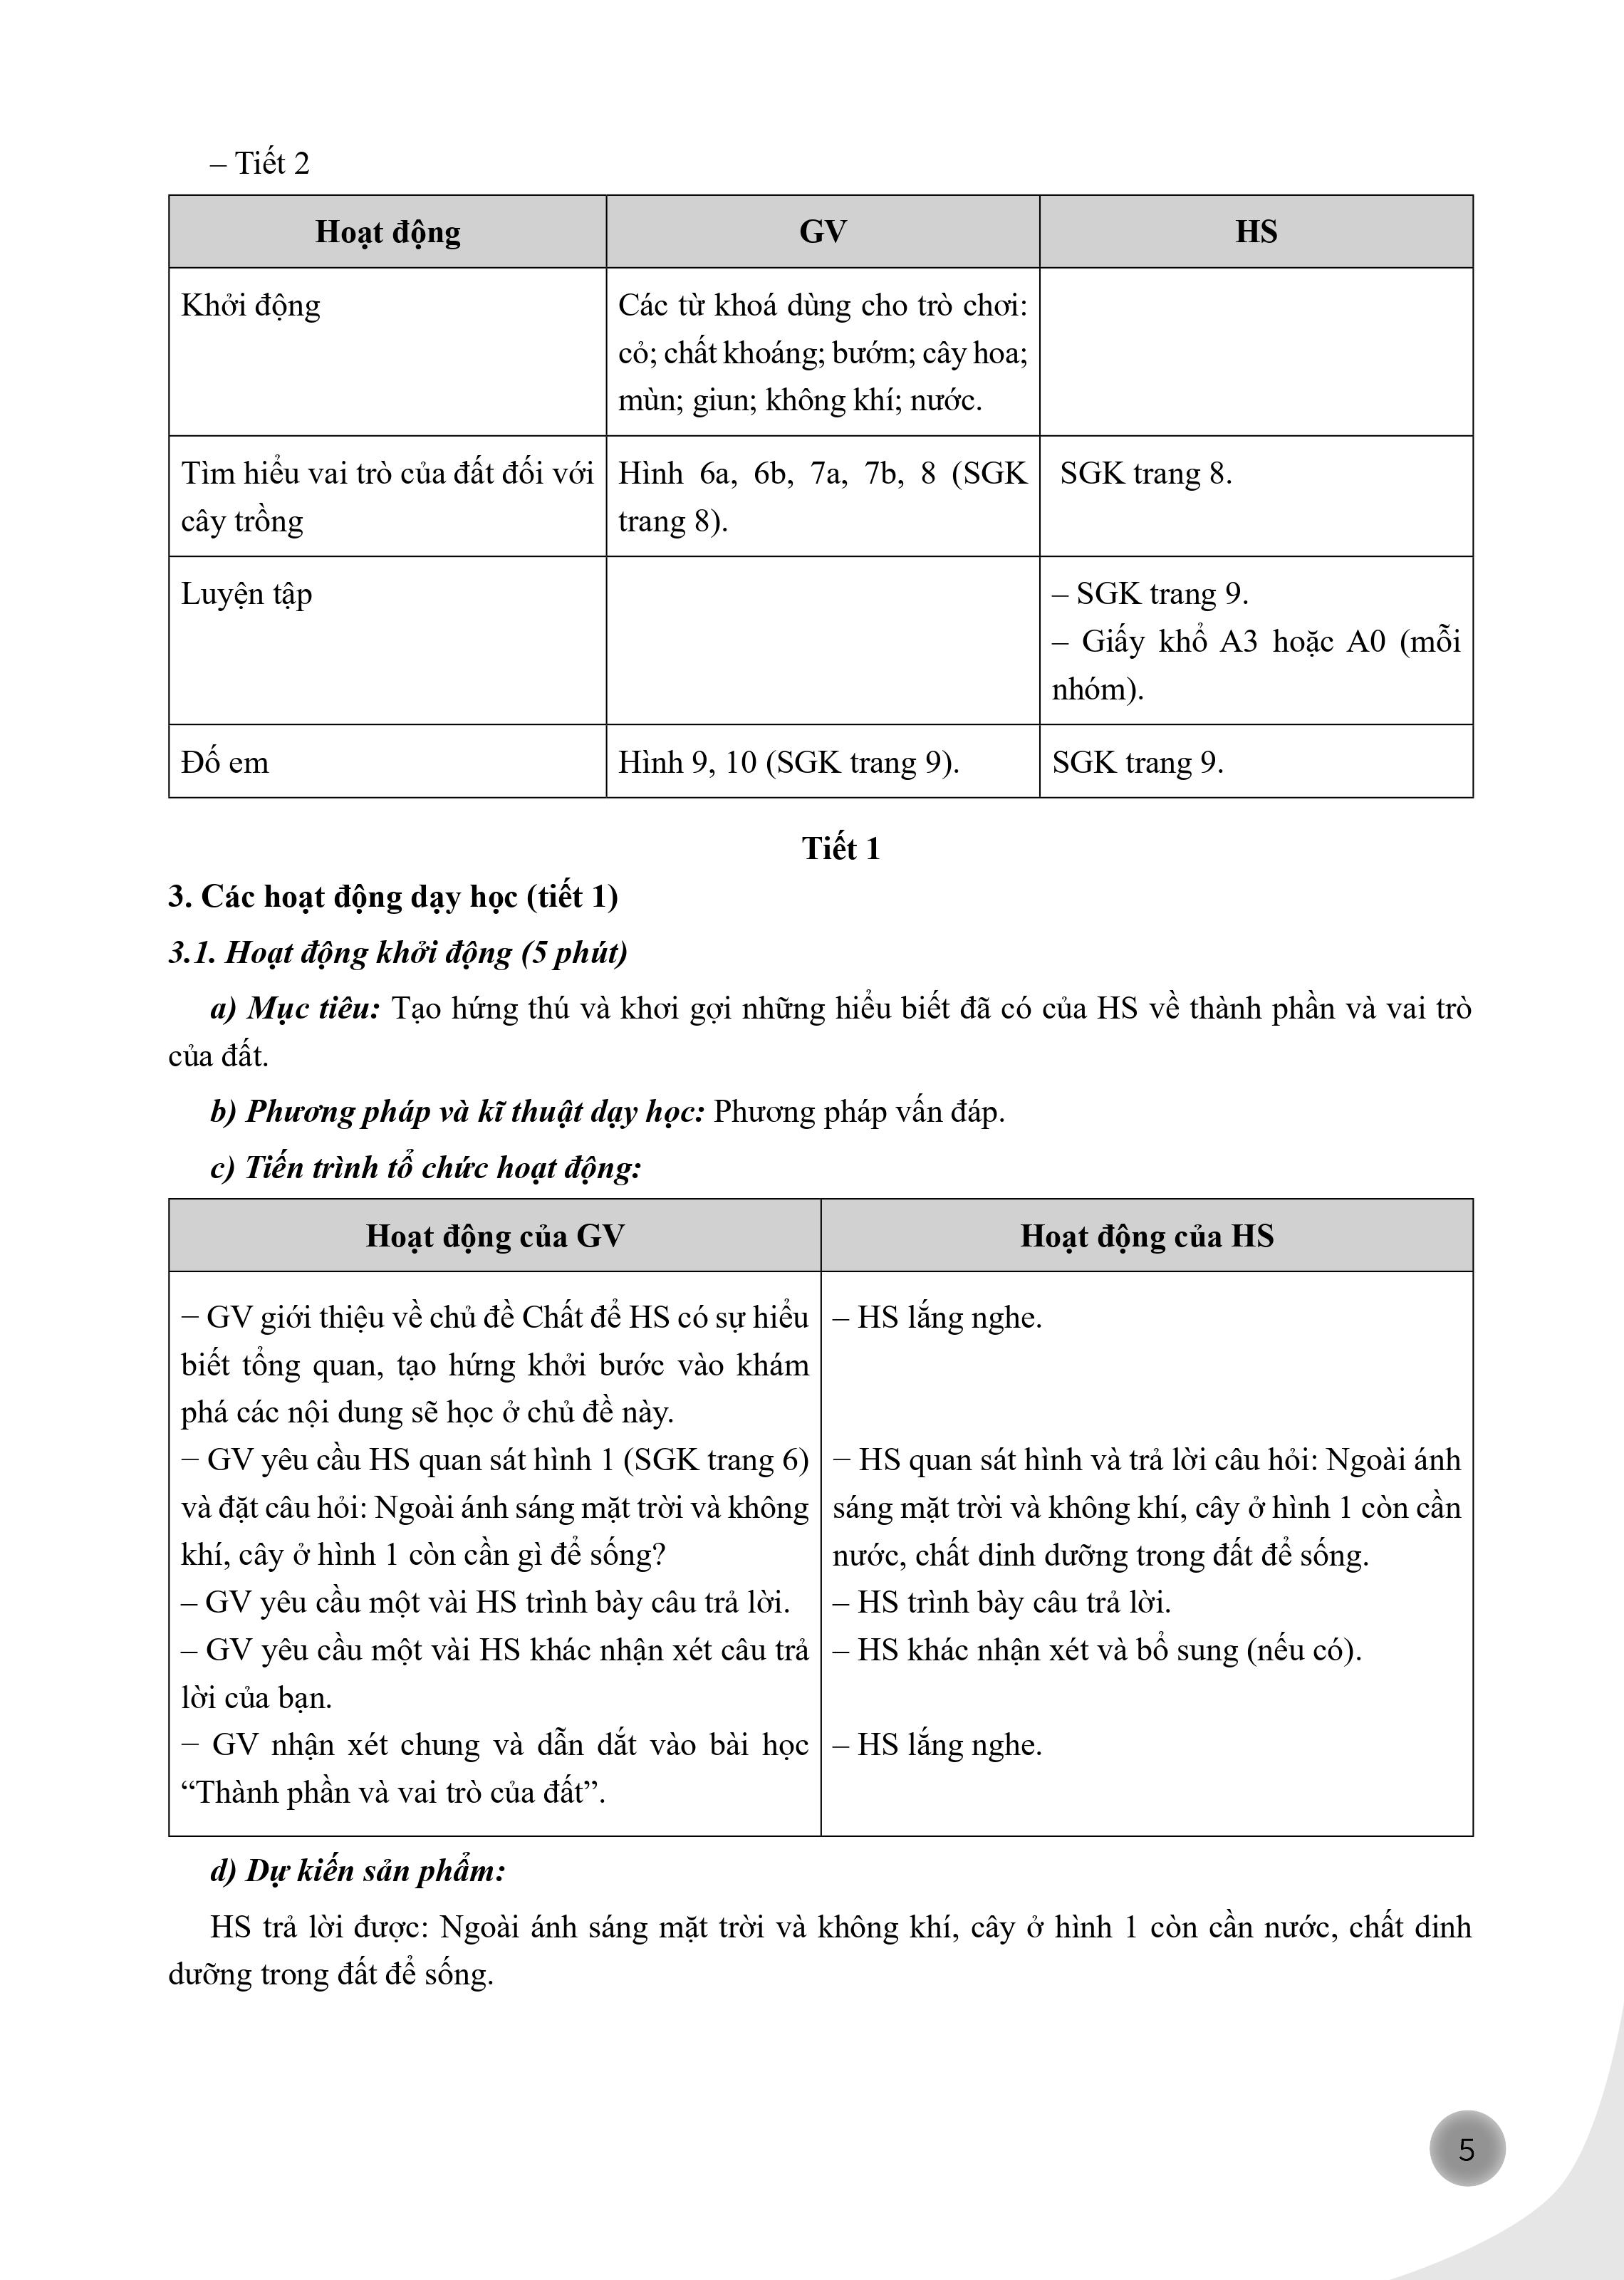 – Tiết 2
Hoạt động
GV
HS
Khởi động
Các từ khoá dùng cho trò chơi:
cỏ; chất khoáng; bướm; cây hoa;
mùn; giun; không khí; nước.
Tìm hiểu vai trò của đất đối với
cây trồng
Hình 6a, 6b, 7a, 7b, 8 (SGK
trang 8).
SGK trang 8.
Luyện tập
– SGK trang 9.
– Giấy khổ A3 hoặc A0 (mỗi
nhóm).
Đố em
Hình 9, 10 (SGK trang 9).
SGK trang 9.
Tiết 1
3. Các hoạt động dạy học (tiết 1)
3.1. Hoạt động khởi động (5 phút)
a) Mục tiêu: Tạo hứng thú và khơi gợi những hiểu biết đã có của HS về thành phần và vai trò
của đất.
b) Phương pháp và kĩ thuật dạy học: Phương pháp vấn đáp.
c) Tiến trình tổ chức hoạt động:
Hoạt động của GV
Hoạt động của HS
– GV giới thiệu về chủ đề Chất để HS có sự hiểu
biết tổng quan, tạo hứng khởi bước vào khám
phá các nội dung sẽ học ở chủ đề này.
– GV yêu cầu HS quan sát hình 1 (SGK trang 6)
và đặt câu hỏi: Ngoài ánh sáng mặt trời và không
khí, cây ở hình 1 còn cần gì để sống?
– GV yêu cầu một vài HS trình bày câu trả lời.
– GV yêu cầu một vài HS khác nhận xét câu trả
lời của bạn.
– GV nhận xét chung và dẫn dắt vào bài học
“Thành phần và vai trò của đất”.
– HS lắng nghe.
– HS quan sát hình và trả lời câu hỏi: Ngoài ánh
sáng mặt trời và không khí, cây ở hình 1 còn cần
nước, chất dinh dưỡng trong đất để sống.
– HS trình bày câu trả lời.
– HS khác nhận xét và bổ sung (nếu có).
– HS lắng nghe.
d) Dự kiến sản phẩm:
HS trả lời được: Ngoài ánh sáng mặt trời và không khí, cây ở hình 1 còn cần nước, chất dinh
dưỡng trong đất để sống.
5